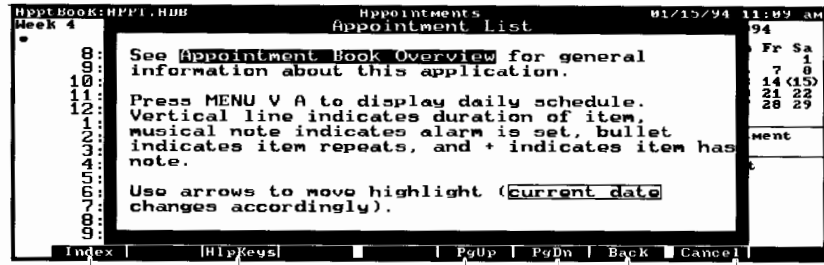 ApptBook:APPT.ADB Appointments 01/15/94 11:09 am
Week 4 Appointment List 994
Fr Sa
8: 1
See Appointment Book Overview for general
9: 7 8
information about this application.
10: 14 (15)
11: 21 22
Press MENU V A to display daily schedule.
12: 28 29
Vertical line indicates duration of item,
1:
musical note indicates alarm is set, bullet
2: ment
indicates item repeats, and + indicates item has
3:
note.
4: t
5:
Use arrows to move highlight (current date
6:
changes accordingly).
7:
8:
9:
Index HlpKeys PgUp PgDn Back Cancel